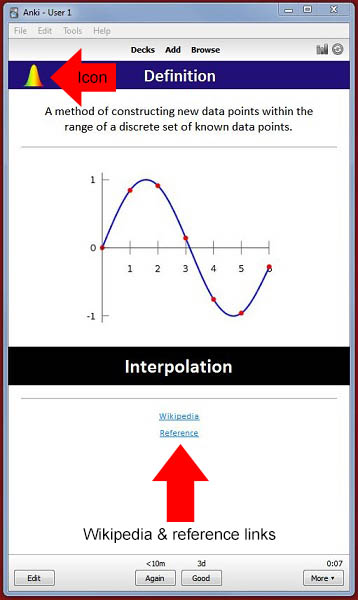 Anki - User 1
File Edit Tools Help
Decks Add Browse
Icon
Definition
A method of constructing new data points within the
range of a discrete set of known data points.
1
0
1 2 3 4 5 6
-1
Interpolation
Wikipedia
Reference
Wikipedia & reference links
<10m 3d 0:07
Edit Again Good More ▾